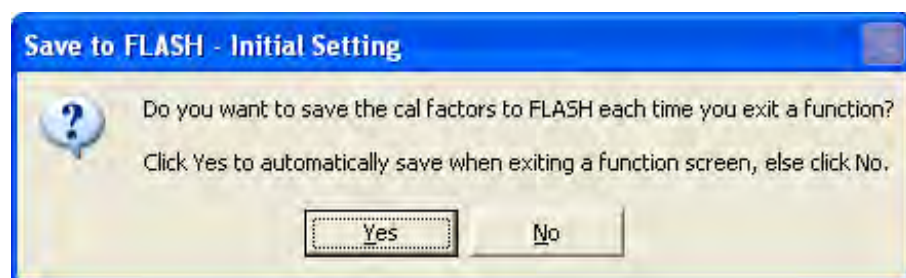 Save to FLASH - Initial Setting
Do you want to save the cal factors to FLASH each time you exit a function?
Click Yes to automatically save when exiting a function screen, else click No.
Yes No